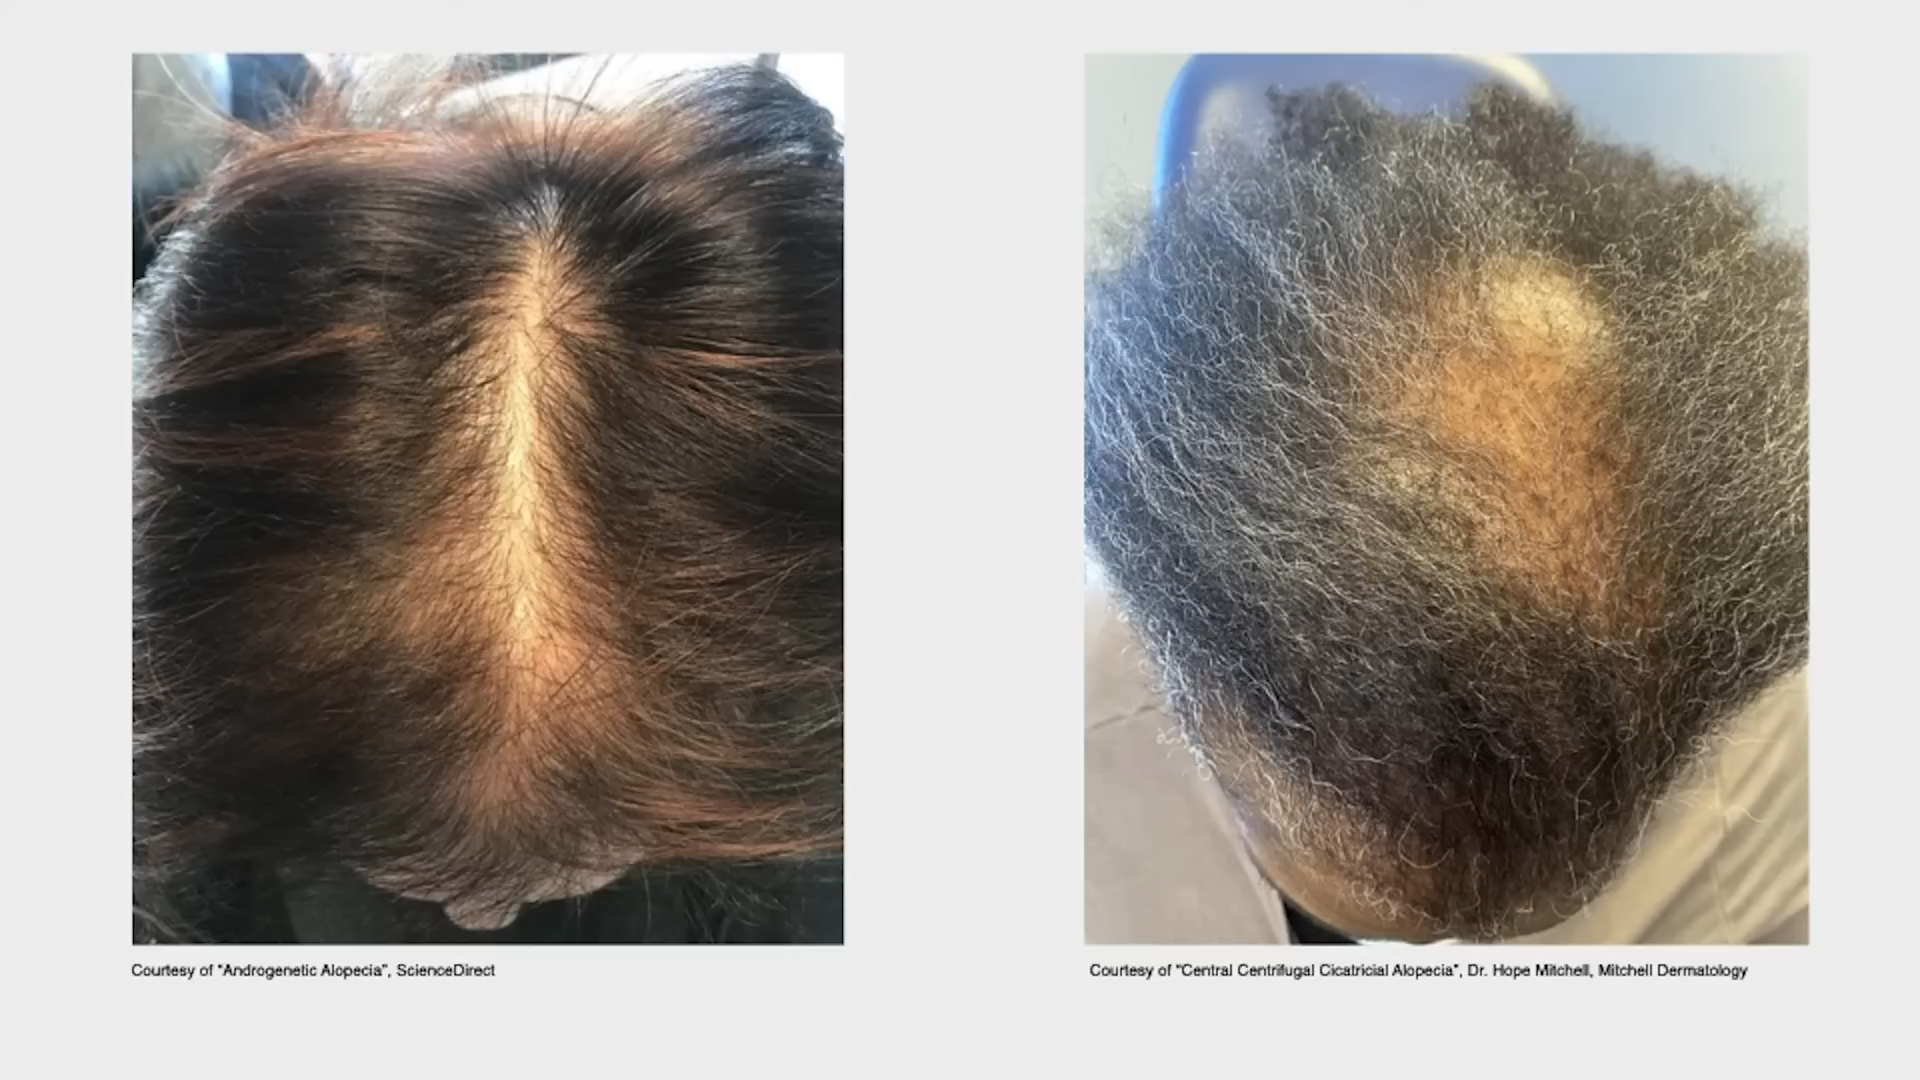 Courtesy of "Androgenetic Alopecia", ScienceDirect
Courtesy of "Central Centrifugal Cicatricial Alopecia", Dr. Hope Mitchell, Mitchell Dermatology